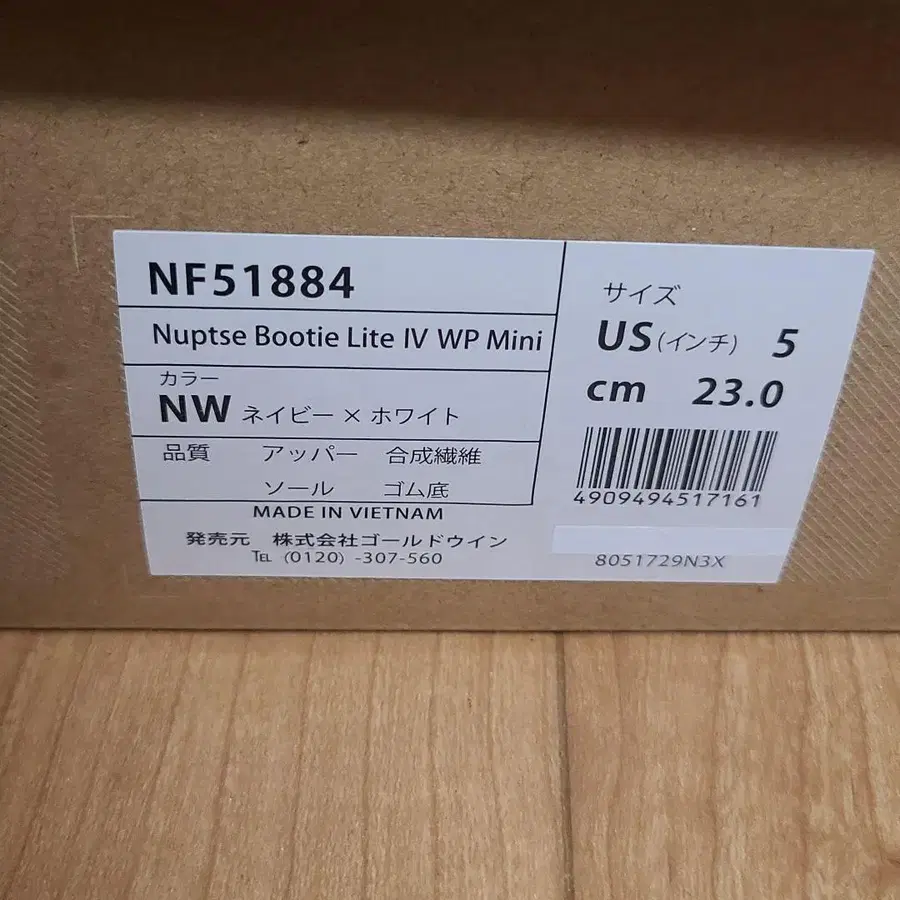 NF51884
Nuptse Bootie Lite IV WP Mini
カラー
NW ネイビー × ホワイト
品質 アッパー 合成繊維
ソール ゴム底
MADE IN VIETNAM
発売元 株式会社ゴールドウイン
TEL (0120) -307-560
サイズ
US (インチ) 5
cm 23.0
4909494517161
8051729N3X